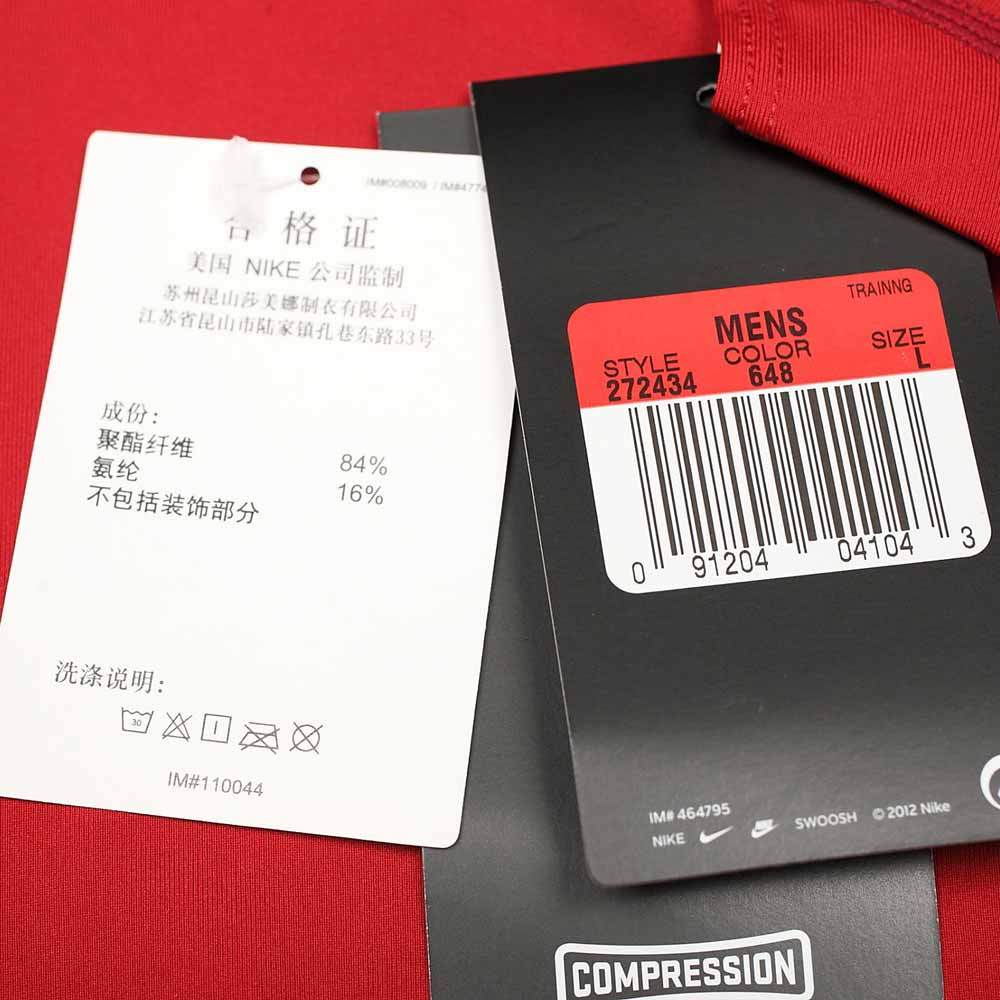 IM#008009 / IM#4774
合格证
美国 NIKE 公司监制
苏州昆山莎美娜制衣有限公司
江苏省昆山市陆家镇孔巷东路33号
成份:
聚酯纤维 84%
氨纶 16%
不包括装饰部分
洗涤说明:
30
IM#110044
TRAINNG
MENS
STYLE COLOR SIZE
272434 648 L
0 91204 04104 3
IM# 464795
NIKE SWOOSH © 2012 Nike
COMPRESSION